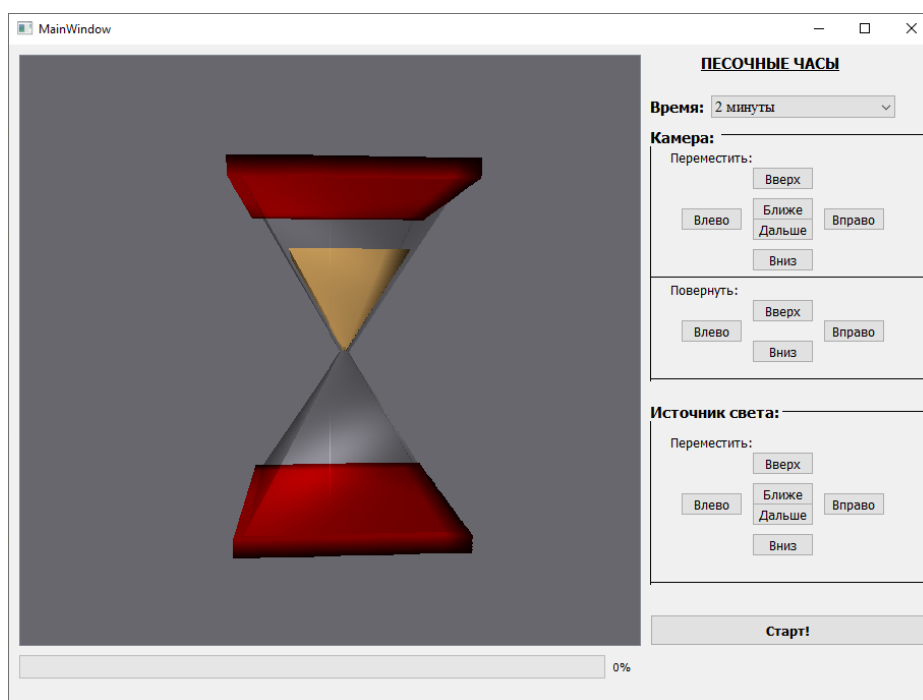 MainWindow
ПЕСОЧНЫЕ ЧАСЫ
Время: 2 минуты
Камера:
Переместить:
Вверх
Влево Ближе Вправо
Дальше
Вниз
Повернуть:
Вверх
Влево Вправо
Вниз
Источник света:
Переместить:
Вверх
Влево Ближе Вправо
Дальше
Вниз
Старт!
0%